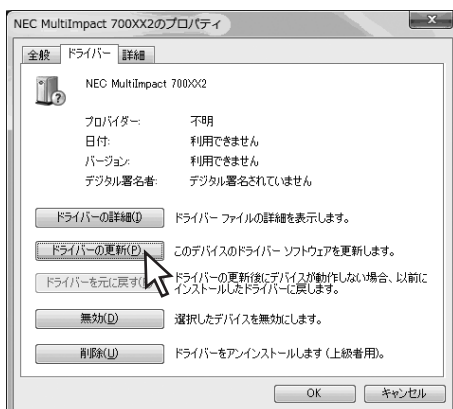 NEC MultiImpact 700XX2のプロパティ
全般 ドライバー 詳細
NEC MultiImpact 700XX2
プロバイダー: 不明
日付: 利用できません
バージョン: 利用できません
デジタル署名者: デジタル署名されていません
ドライバーの詳細(I) ドライバー ファイルの詳細を表示します。
ドライバーの更新(P)... このデバイスのドライバー ソフトウェアを更新します。
ドライバーを元に戻す ドライバーの更新後にデバイスが動作しない場合、以前に
インストールしたドライバーに戻します。
無効(D) 選択したデバイスを無効にします。
削除(U) ドライバーをアンインストールします (上級者用)。
OK キャンセル